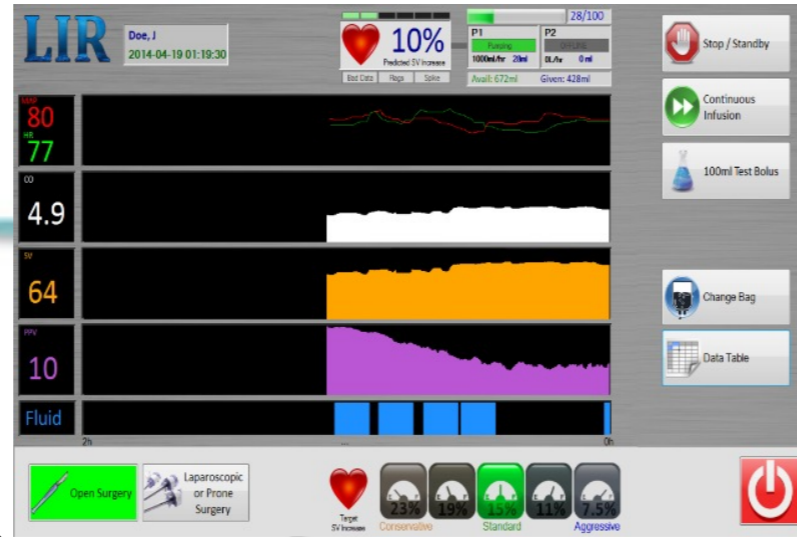 LIR
Doe, J
2014-04-19 01:19:30
10%
Predicted SV Increase
Bad Data Flags Spike
28/100
P1 P2
1000ml/hr 28ml 0L/hr 0 ml
Avail: 672ml Given: 428ml
Stop / Standby
Continuous
Infusion
100ml Test Bolus
Change Bag
Data Table
MAP
80
HR
77
CO
4.9
SV
64
PPV
10
Fluid
2h ... 0h
Open Surgery
Laparoscopic
or Prone
Surgery
Target
SV Increase
23% 19% 15% 11% 7.5%
Conservative Standard Aggressive